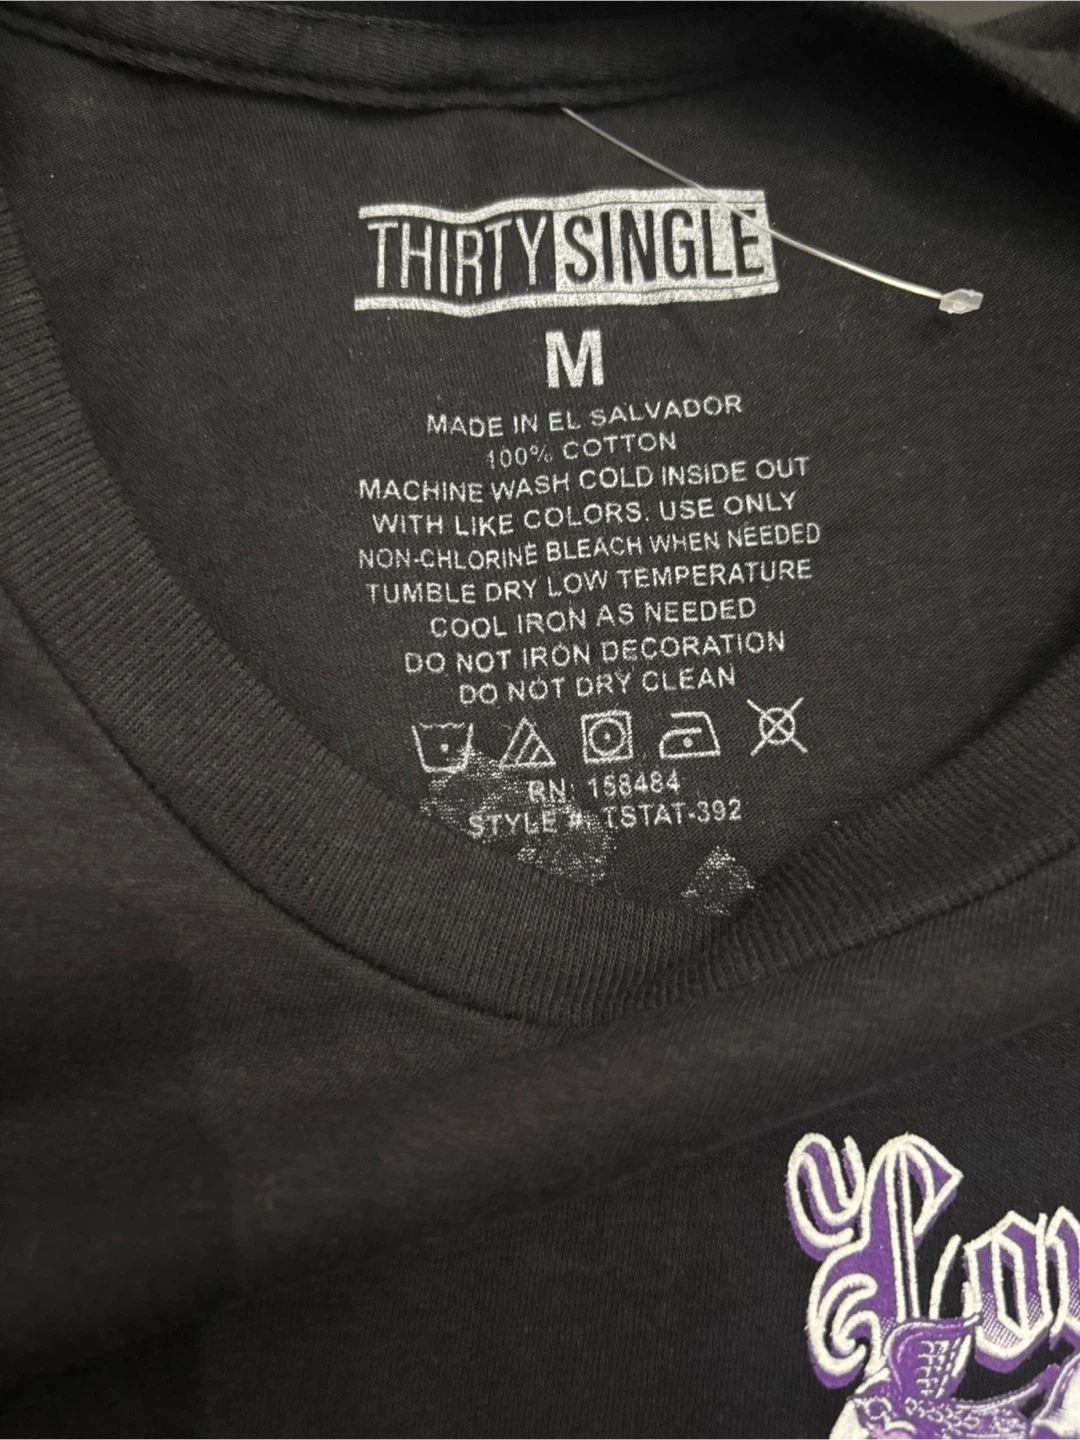 THIRTY SINGLE
M
MADE IN EL SALVADOR
100% COTTON
MACHINE WASH COLD INSIDE OUT
WITH LIKE COLORS. USE ONLY
NON-CHLORINE BLEACH WHEN NEEDED
TUMBLE DRY LOW TEMPERATURE
COOL IRON AS NEEDED
DO NOT IRON DECORATION
DO NOT DRY CLEAN
RN: 158484
STYLE #: TSTAT-392